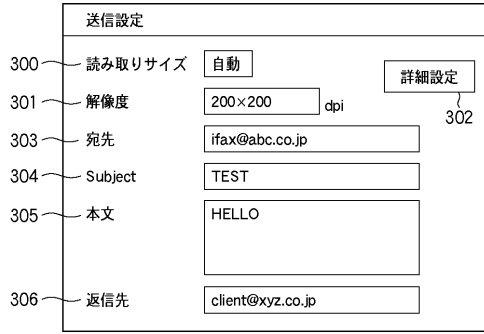 送信設定
300 読み取りサイズ 自動
詳細設定
301 解像度 200×200 dpi
302
303 宛先 ifax@abc.co.jp
304 Subject TEST
305 本文 HELLO
306 返信先 client@xyz.co.jp